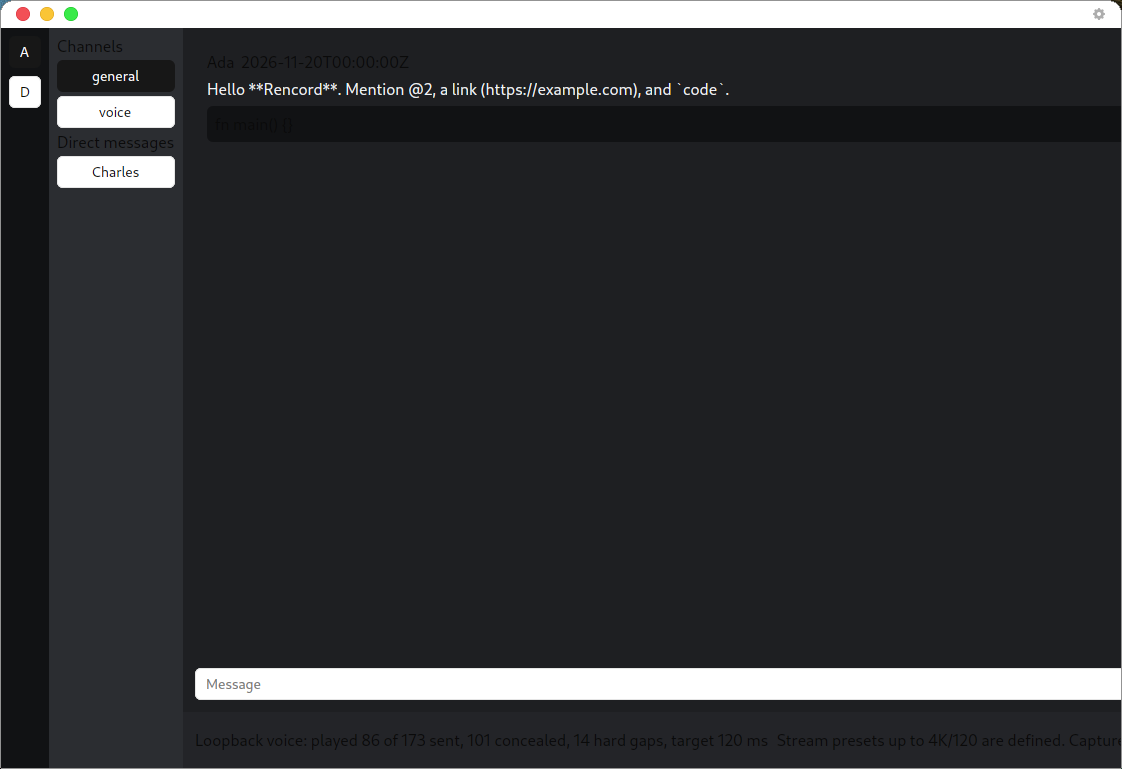 A
D
Channels
general
voice
Direct messages
Charles
Ada 2026-11-20T00:00:00Z
Hello **Rencord**. Mention @2, a link (https://example.com), and `code`.
fn main() {}
Message
Loopback voice: played 86 of 173 sent, 101 concealed, 14 hard gaps, target 120 ms Stream presets up to 4K/120 are defined. Capture